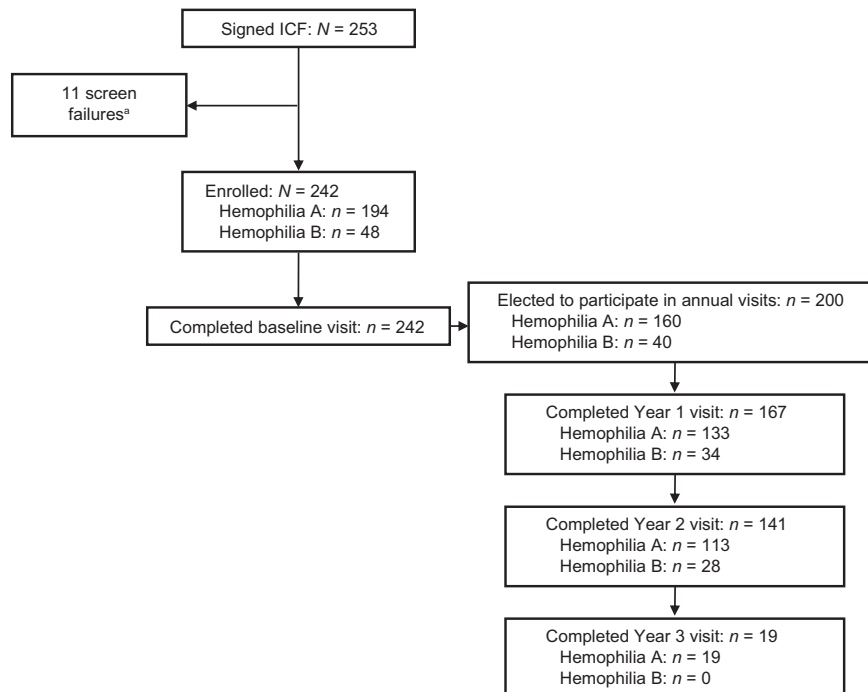 Signed ICF: N = 253
11 screen
failuresᵃ
Enrolled: N = 242
Hemophilia A: n = 194
Hemophilia B: n = 48
Completed baseline visit: n = 242
Elected to participate in annual visits: n = 200
Hemophilia A: n = 160
Hemophilia B: n = 40
Completed Year 1 visit: n = 167
Hemophilia A: n = 133
Hemophilia B: n = 34
Completed Year 2 visit: n = 141
Hemophilia A: n = 113
Hemophilia B: n = 28
Completed Year 3 visit: n = 19
Hemophilia A: n = 19
Hemophilia B: n = 0